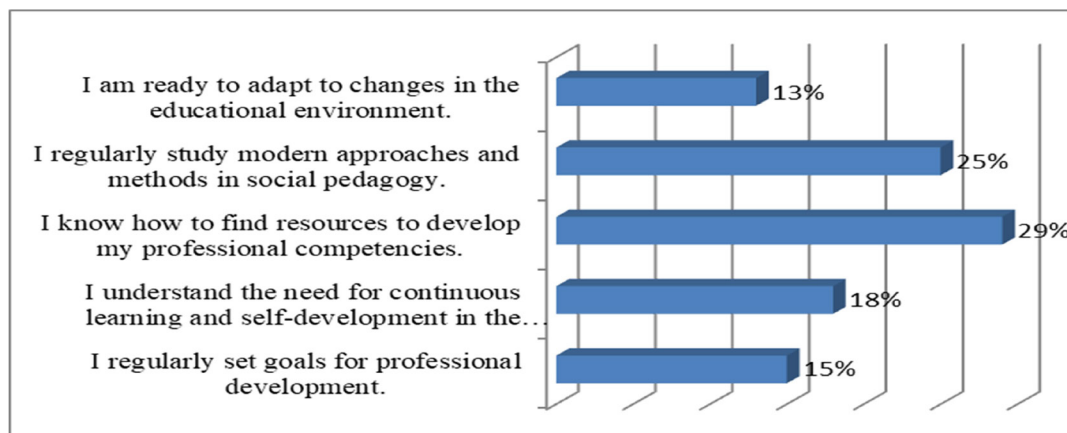 I am ready to adapt to changes in the
educational environment.
13%
I regularly study modern approaches and
methods in social pedagogy.
25%
I know how to find resources to develop
my professional competencies.
29%
I understand the need for continuous
learning and self-development in the…
18%
I regularly set goals for professional
development.
15%